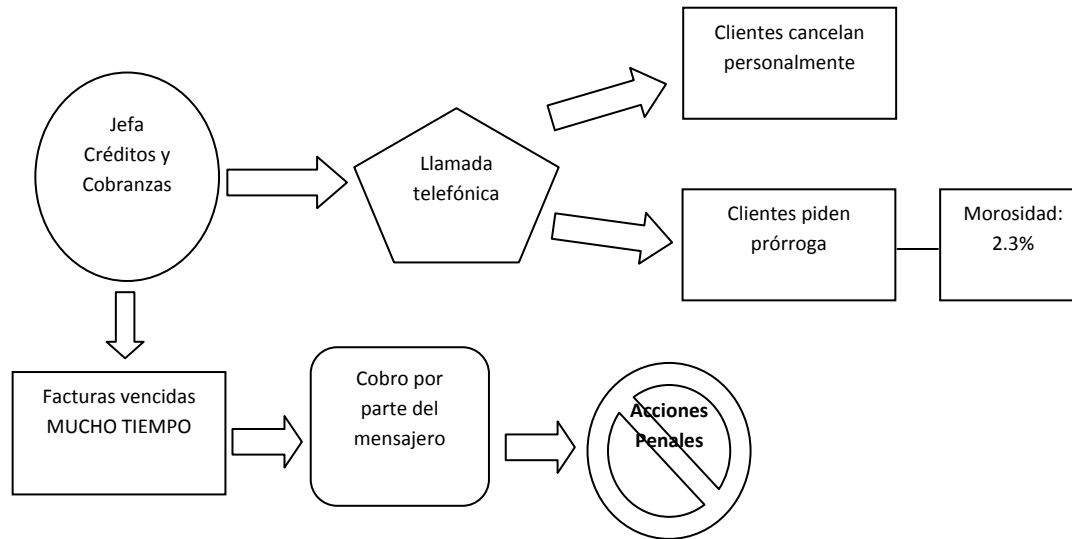 Jefa
Créditos y
Cobranzas
Llamada
telefónica
Clientes cancelan
personalmente
Clientes piden
prórroga
Morosidad:
2.3%
Facturas vencidas
MUCHO TIEMPO
Cobro por
parte del
mensajero
Acciones
Penales